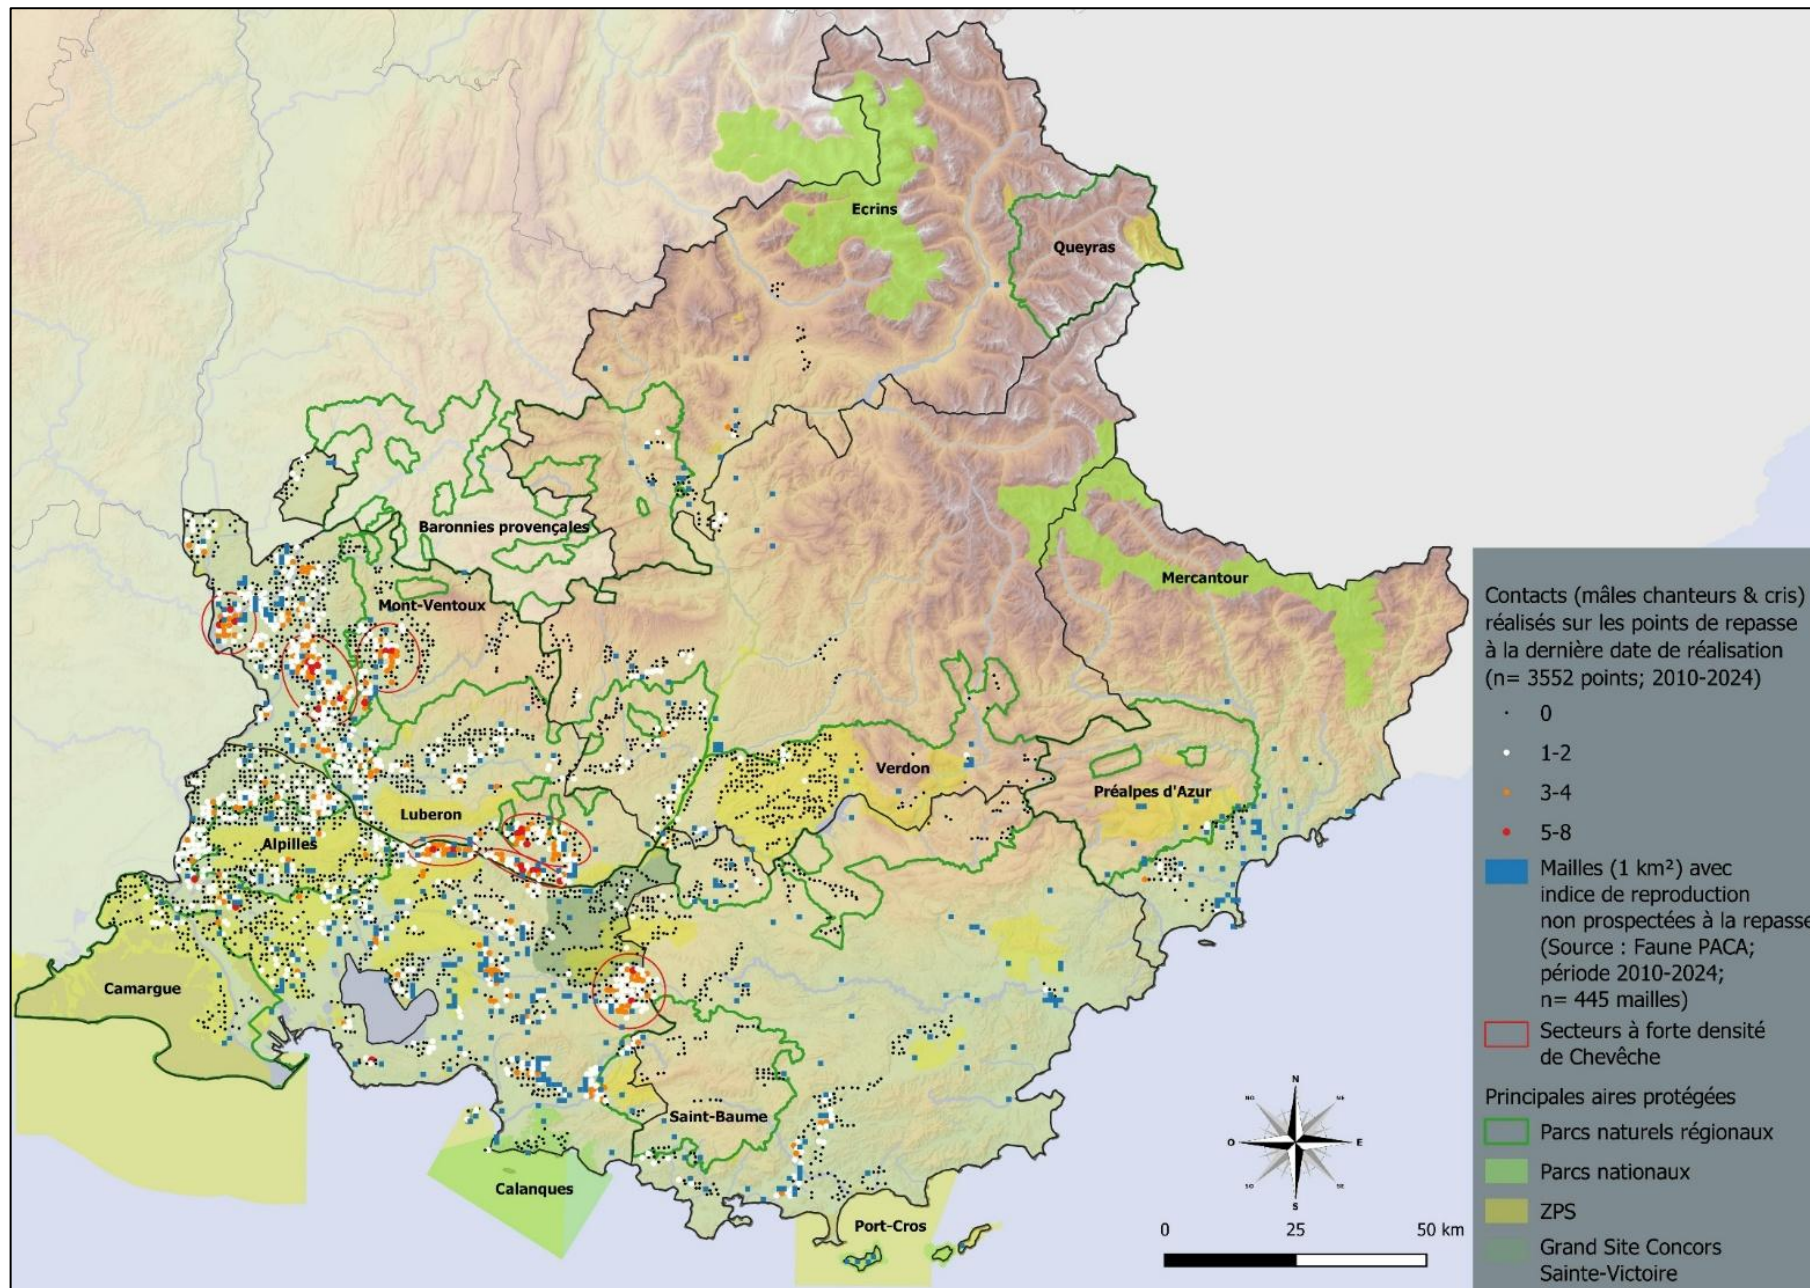 Ecrins
Queyras
Baronnies provençales
Mont-Ventoux
Mercantour
Verdon
Préalpes d'Azur
Luberon
Alpilles
Camargue
Saint-Baume
Calanques
Port-Cros
Contacts (mâles chanteurs & cris)
réalisés sur les points de repasse
à la dernière date de réalisation
(n= 3552 points; 2010-2024)
0
1-2
3-4
5-8
Mailles (1 km²) avec
indice de reproduction
non prospectées à la repasse
(Source : Faune PACA;
période 2010-2024;
n= 445 mailles)
Secteurs à forte densité
de Chevêche
Principales aires protégées
Parcs naturels régionaux
Parcs nationaux
ZPS
Grand Site Concors
Sainte-Victoire
N
NO NE
O E
SO SE
S
0 25 50 km